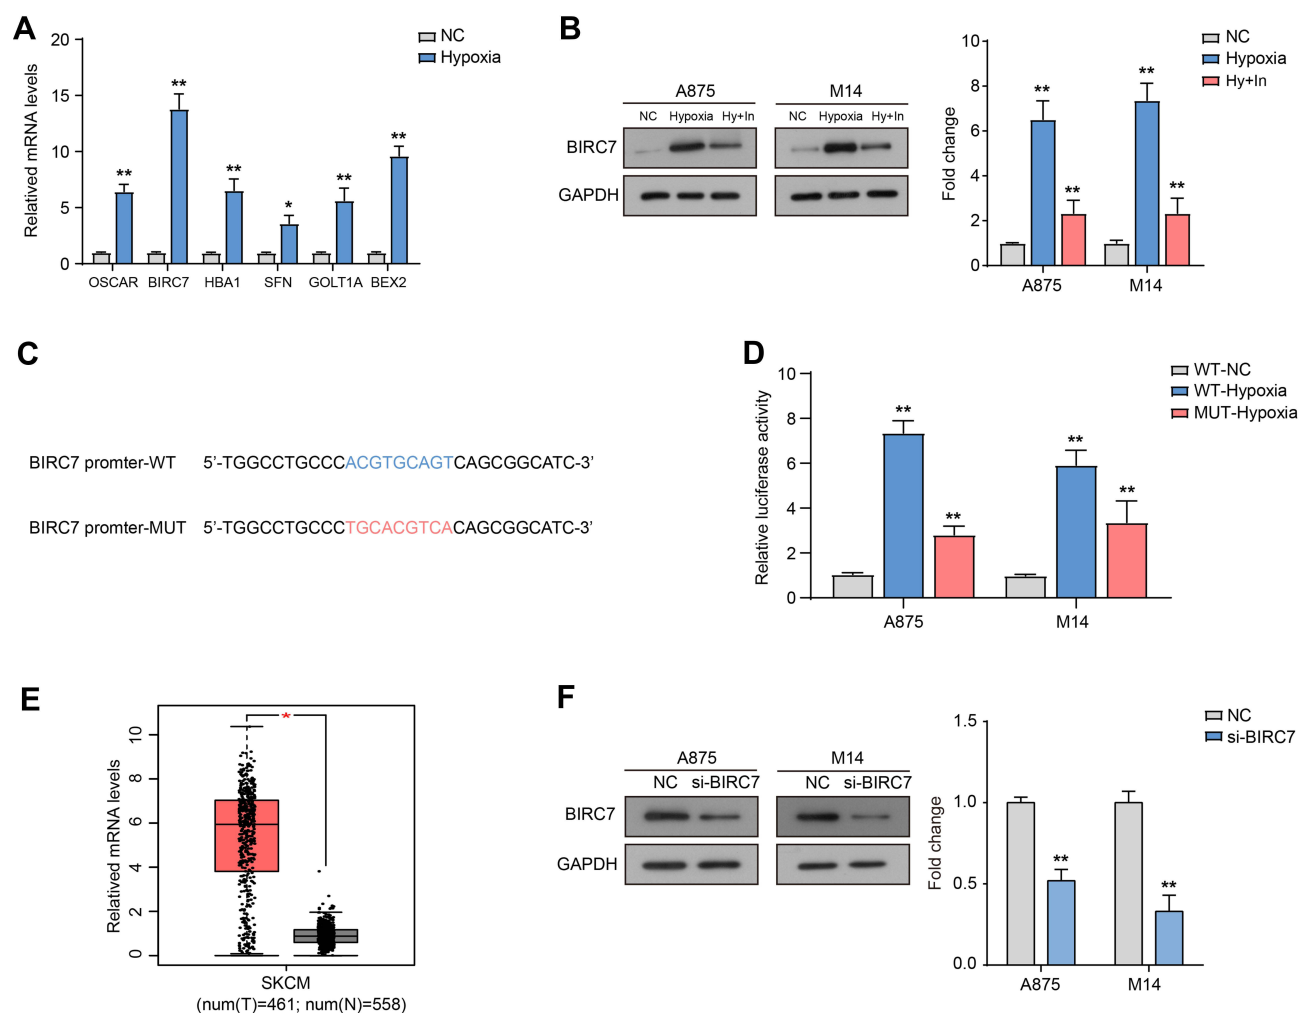 A
NC
Hypoxia
Relatived mRNA levels
20
15
10
5
0
** ** ** * ** **
OSCAR BIRC7 HBA1 SFN GOLT1A BEX2
B
A875 M14
NC Hypoxia Hy+In NC Hypoxia Hy+In
BIRC7
GAPDH
NC
Hypoxia
Hy+In
Fold change
10
8
6
4
2
0
** ** ** **
A875 M14
C
BIRC7 promter-WT 5'-TGGCCTGCCCACGTGCAGTCAGCGGCATC-3'
BIRC7 promter-MUT 5'-TGGCCTGCCCTGCACGTCACAGCGGCATC-3'
D
WT-NC
WT-Hypoxia
MUT-Hypoxia
Relative luciferase activity
10
8
6
4
2
0
** ** ** **
A875 M14
E
Relatived mRNA levels
10
8
6
4
2
0
*
SKCM
(num(T)=461; num(N)=558)
F
A875 M14
NC si-BIRC7 NC si-BIRC7
BIRC7
GAPDH
NC
si-BIRC7
Fold change
1.5
1.0
0.5
0.0
** **
A875 M14